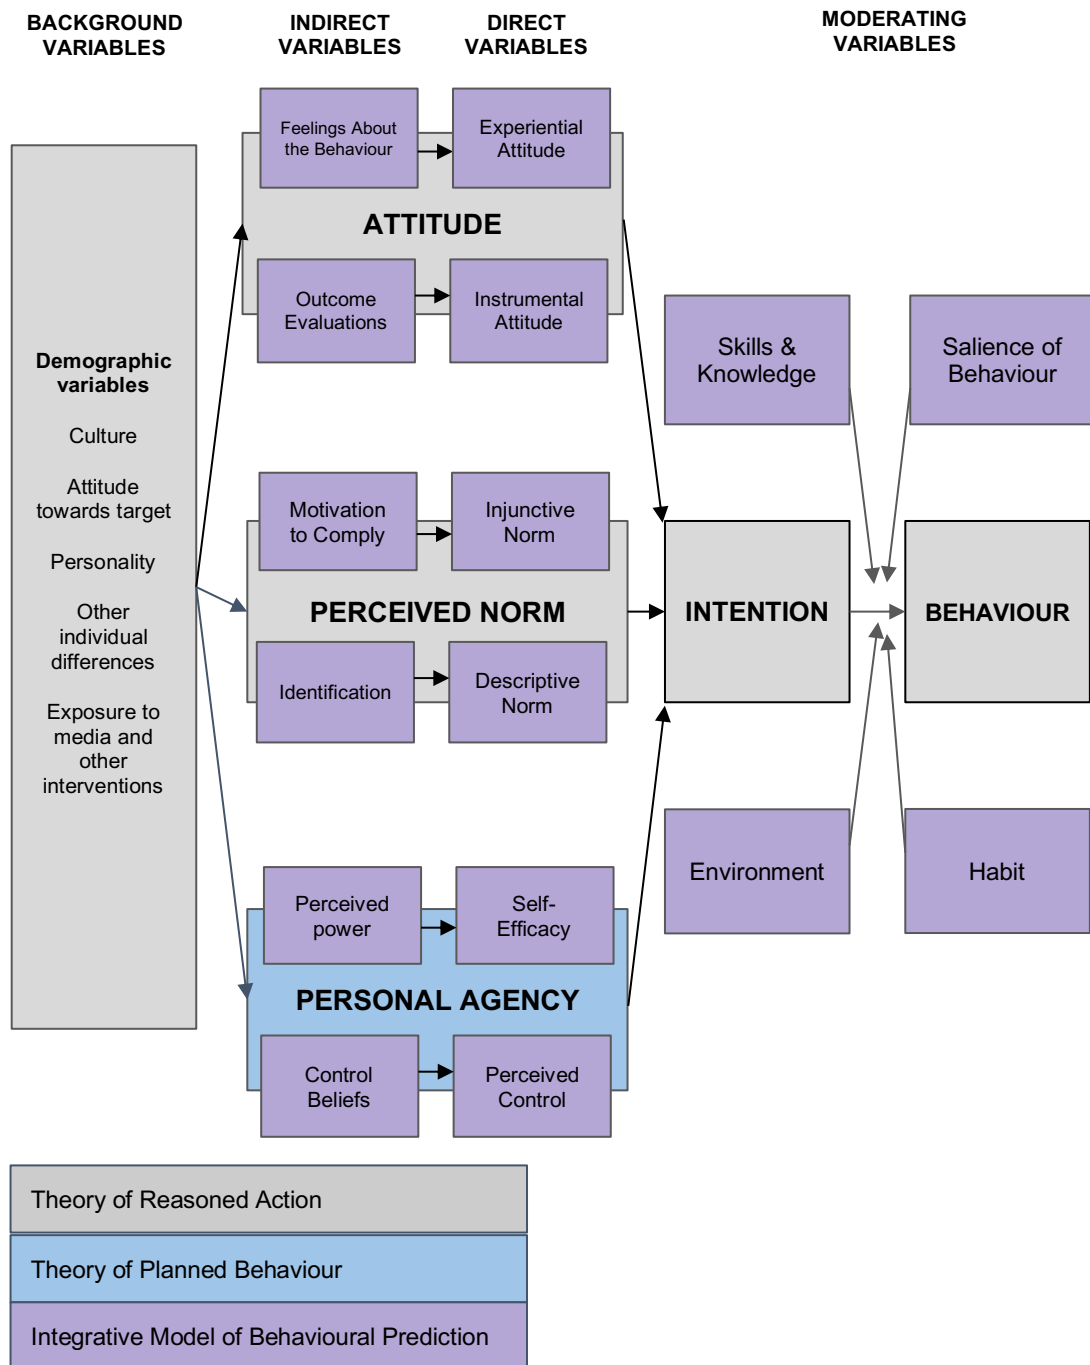 BACKGROUND
VARIABLES
INDIRECT
VARIABLES
DIRECT
VARIABLES
MODERATING
VARIABLES
Feelings About
the Behaviour
Experiential
Attitude
ATTITUDE
Outcome
Evaluations
Instrumental
Attitude
Demographic
variables
Culture
Attitude
towards target
Personality
Other
individual
differences
Exposure to
media and
other
interventions
Skills &
Knowledge
Salience of
Behaviour
Motivation
to Comply
Injunctive
Norm
PERCEIVED NORM
Identification
Descriptive
Norm
INTENTION
BEHAVIOUR
Environment
Habit
Perceived
power
Self-
Efficacy
PERSONAL AGENCY
Control
Beliefs
Perceived
Control
Theory of Reasoned Action
Theory of Planned Behaviour
Integrative Model of Behavioural Prediction